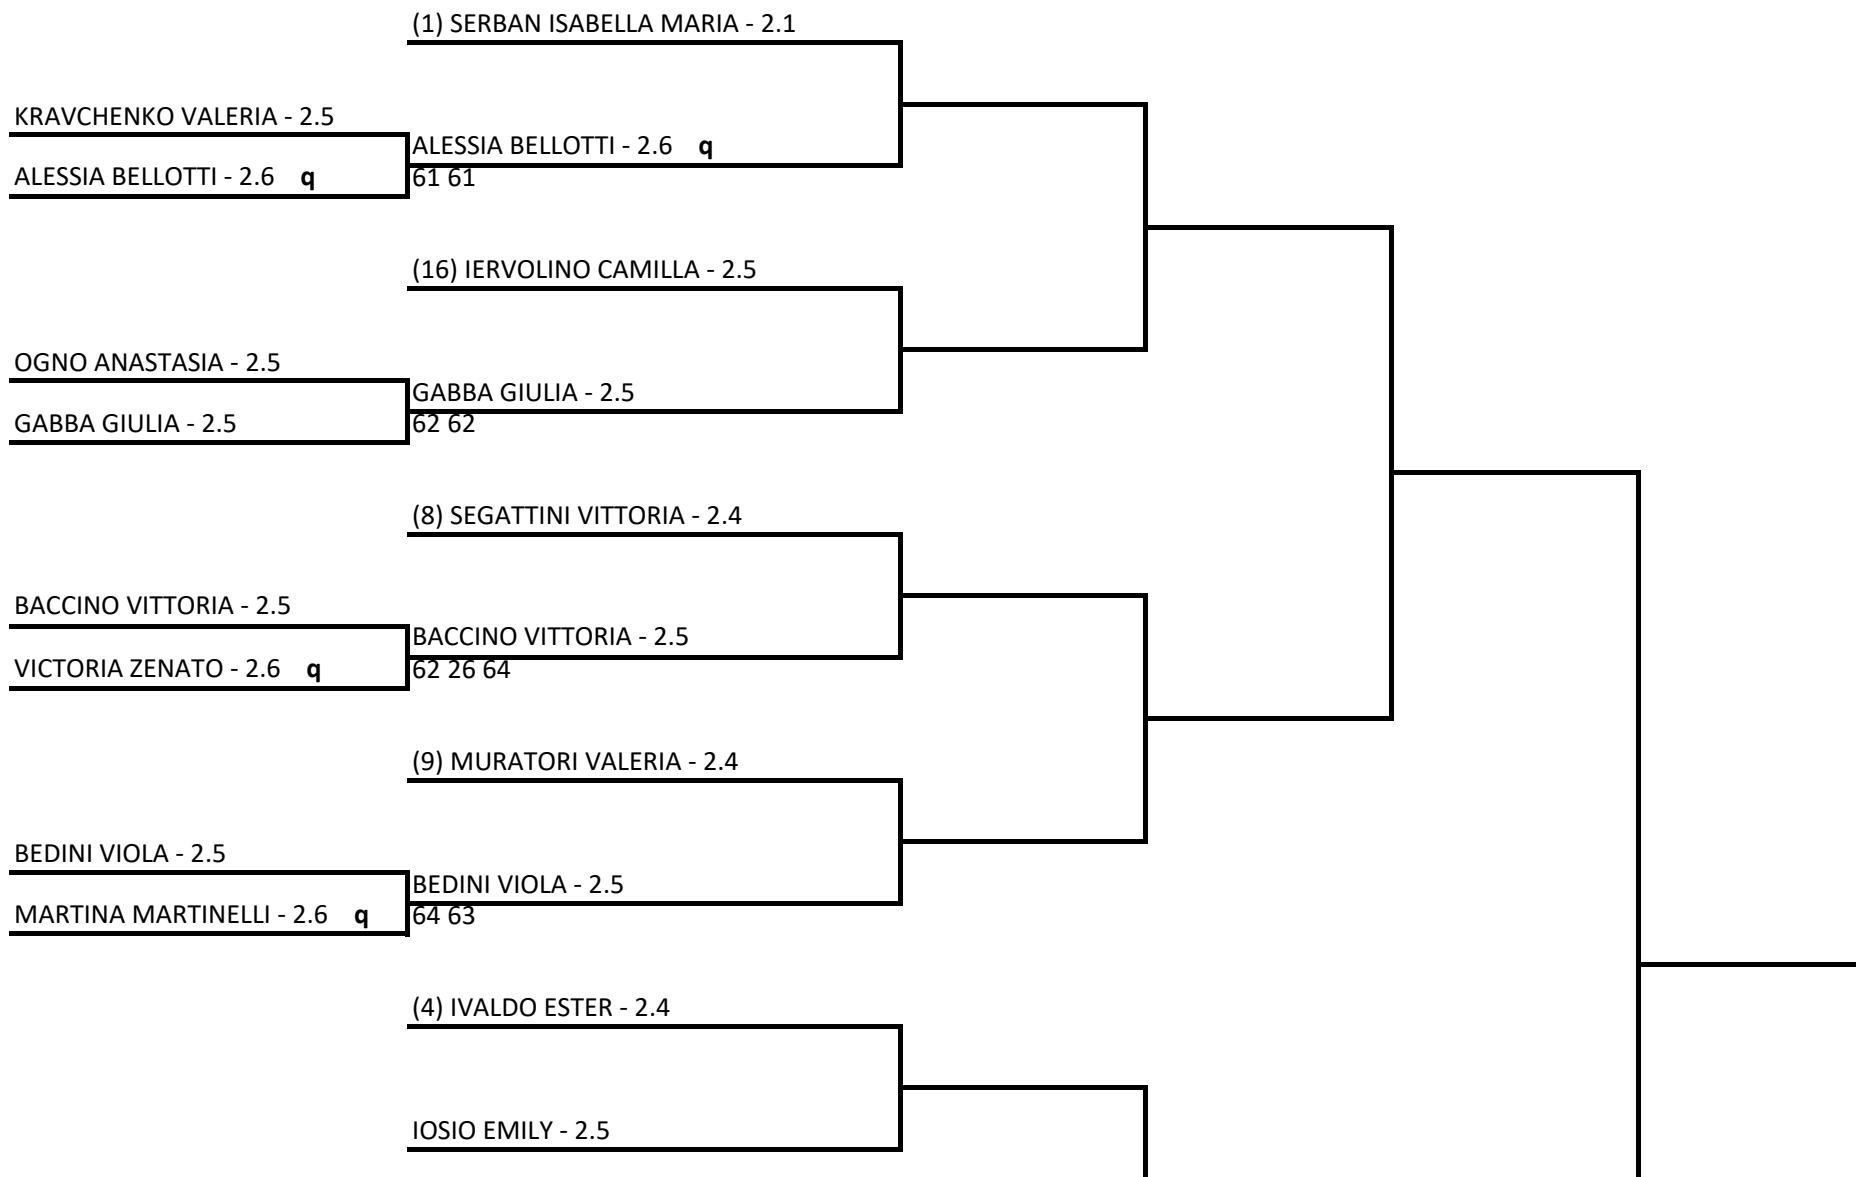 (1) SERBAN ISABELLA MARIA - 2.1
KRAVCHENKO VALERIA - 2.5
ALESSIA BELLOTTI - 2.6 q
ALESSIA BELLOTTI - 2.6 q
61 61
(16) IERVOLINO CAMILLA - 2.5
OGNO ANASTASIA - 2.5
GABBA GIULIA - 2.5
GABBA GIULIA - 2.5
62 62
(8) SEGATTINI VITTORIA - 2.4
BACCINO VITTORIA - 2.5
BACCINO VITTORIA - 2.5
VICTORIA ZENATO - 2.6 q
62 26 64
(9) MURATORI VALERIA - 2.4
BEDINI VIOLA - 2.5
BEDINI VIOLA - 2.5
MARTINA MARTINELLI - 2.6 q
64 63
(4) IVALDO ESTER - 2.4
IOSIO EMILY - 2.5